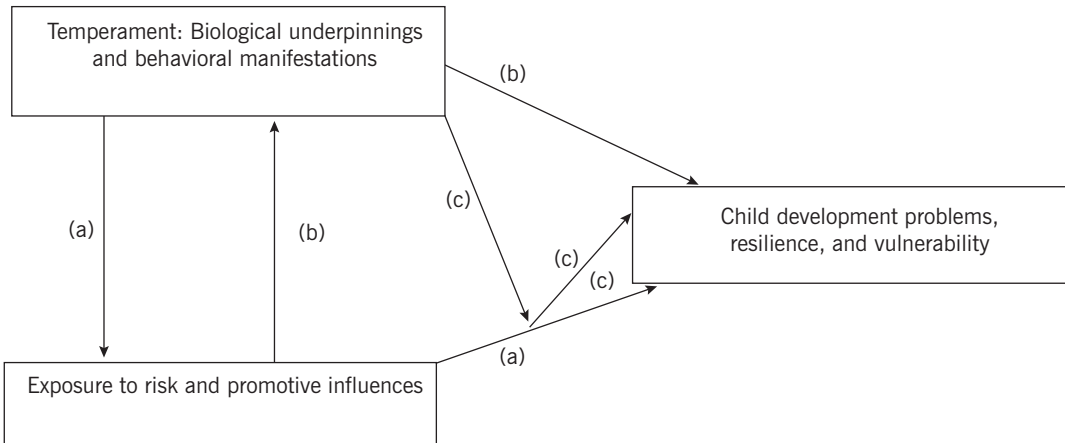 Temperament: Biological underpinnings
and behavioral manifestations
(b)
(a)
(b)
(c)
Child development problems,
resilience, and vulnerability
(c)
(c)
(a)
Exposure to risk and promotive influences